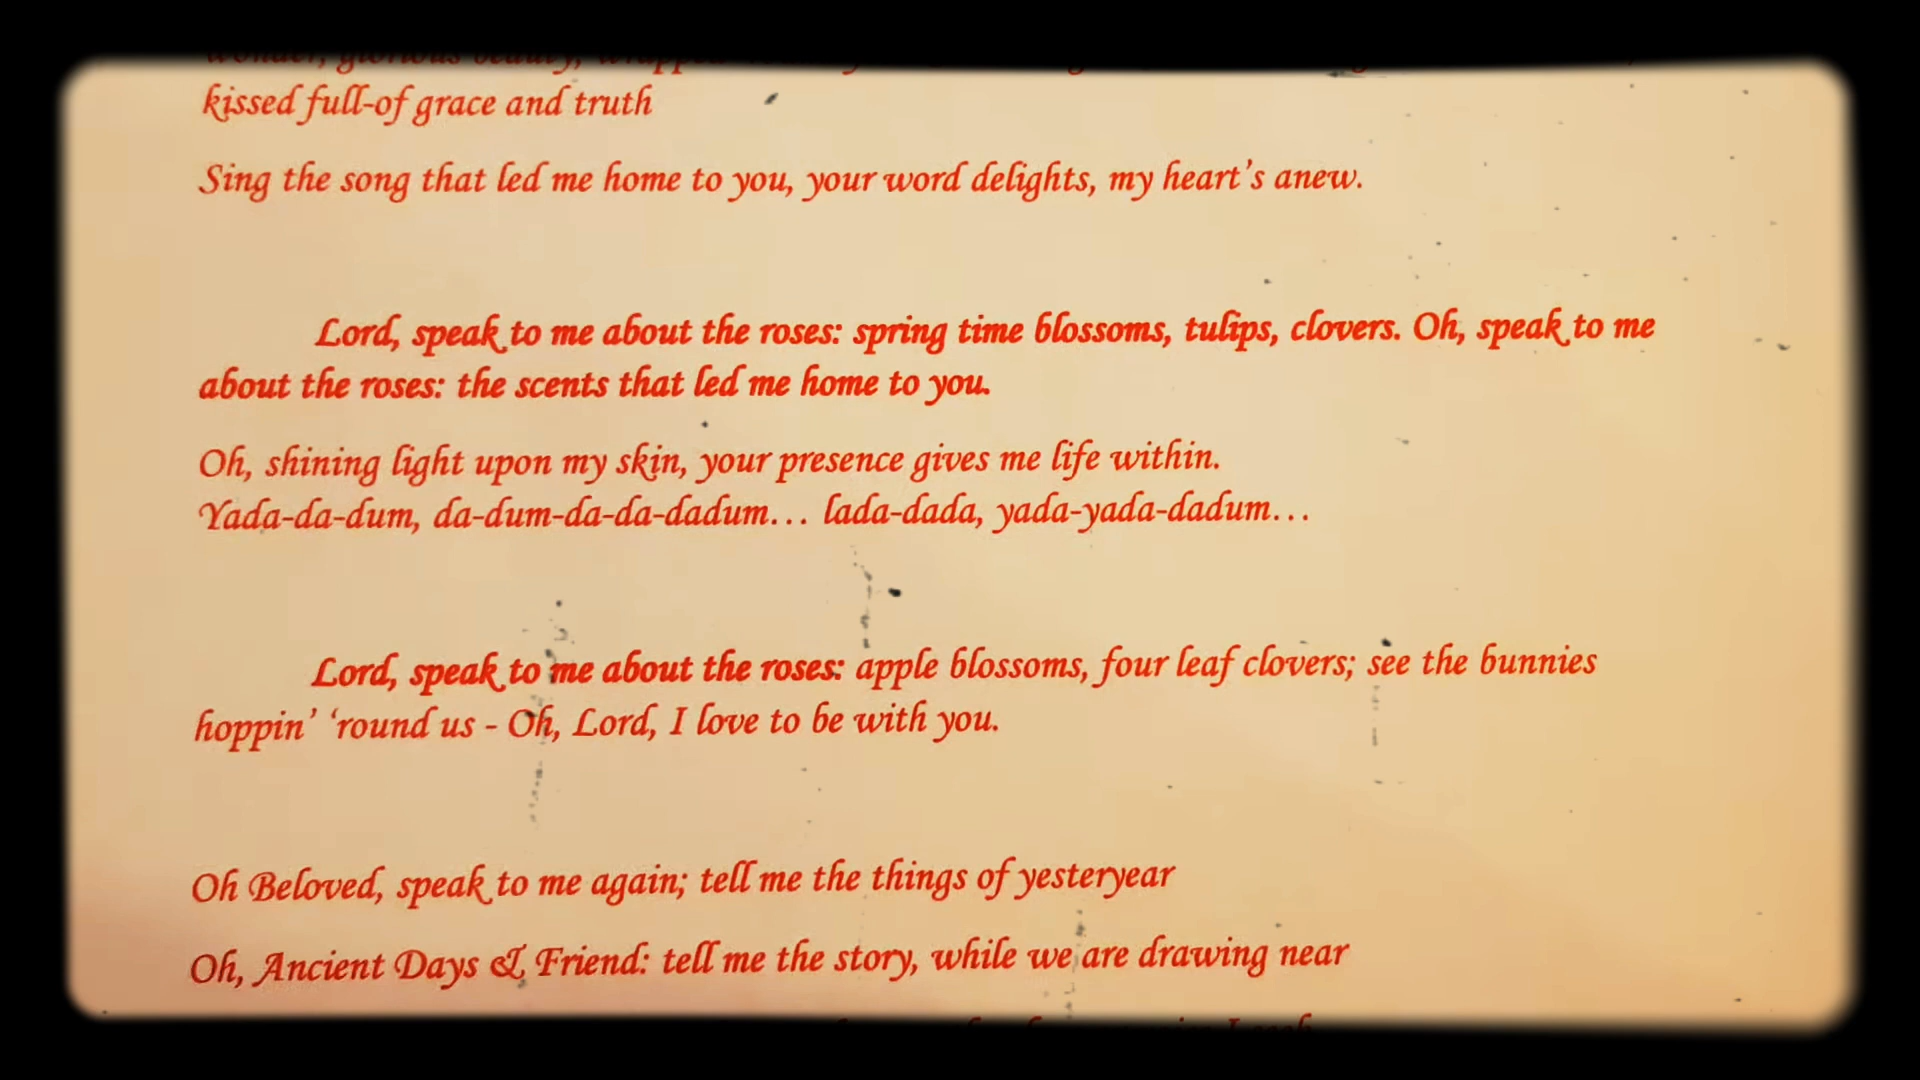 wonder, glorious beauty,
kissed full-of grace and truth
Sing the song that led me home to you, your word delights, my heart’s anew.
Lord, speak to me about the roses: spring time blossoms, tulips, clovers. Oh, speak to me
about the roses: the scents that led me home to you.
Oh, shining light upon my skin, your presence gives me life within.
Yada-da-dum, da-dum-da-da-dadum… lada-dada, yada-yada-dadum…
Lord, speak to me about the roses: apple blossoms, four leaf clovers; see the bunnies
hoppin’ ‘round us - Oh, Lord, I love to be with you.
Oh Beloved, speak to me again; tell me the things of yesteryear
Oh, Ancient Days & Friend: tell me the story, while we are drawing near